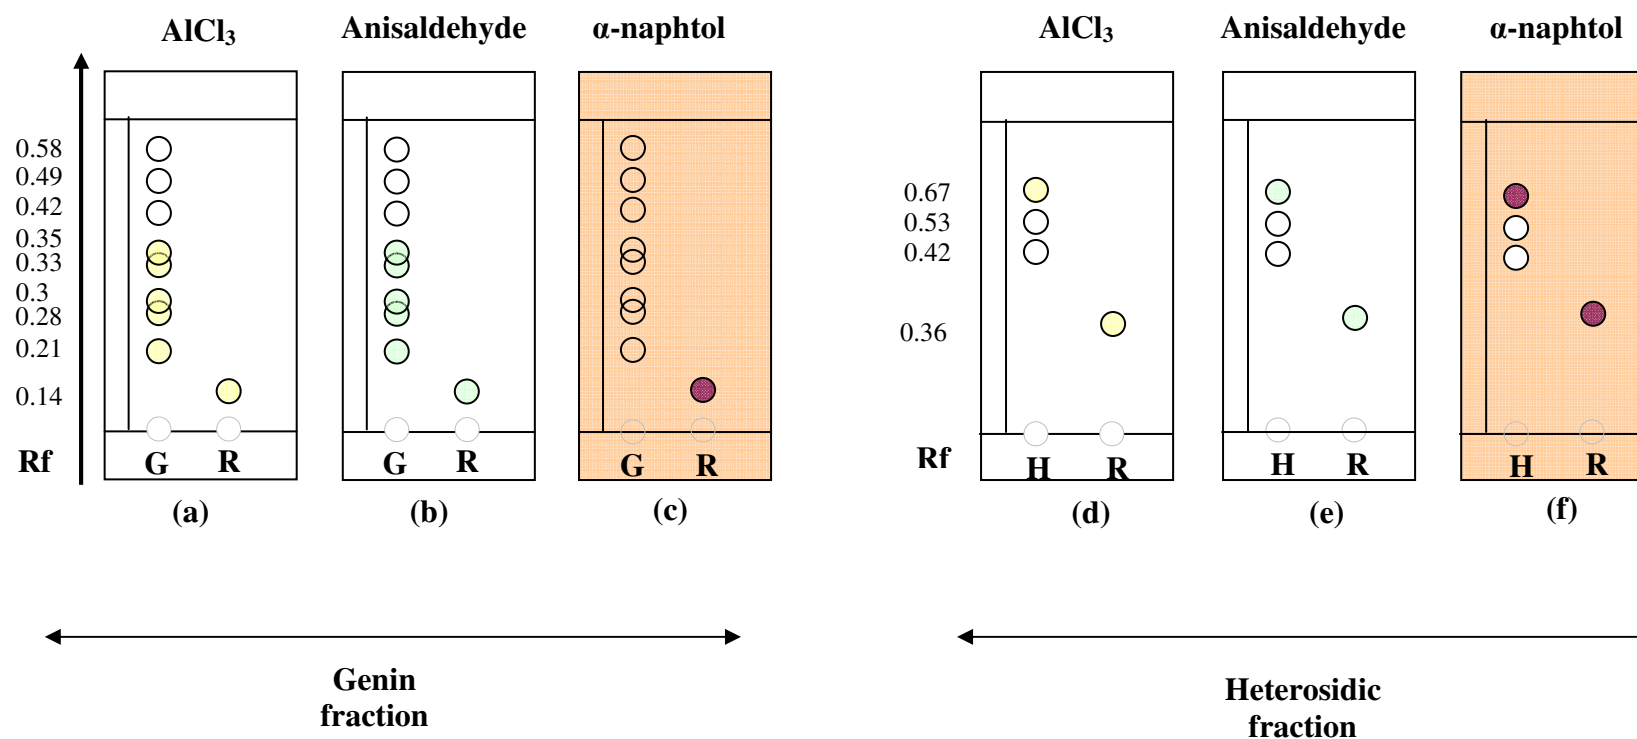 AlCl₃
Anisaldehyde
α-naphtol
AlCl₃
Anisaldehyde
α-naphtol
0.58
0.49
0.42
0.35
0.33
0.3
0.28
0.21
0.14
0.67
0.53
0.42
0.36
Rf
G R
G R
G R
Rf
H R
H R
H R
(a)
(b)
(c)
(d)
(e)
(f)
Genin
fraction
Heterosidic
fraction